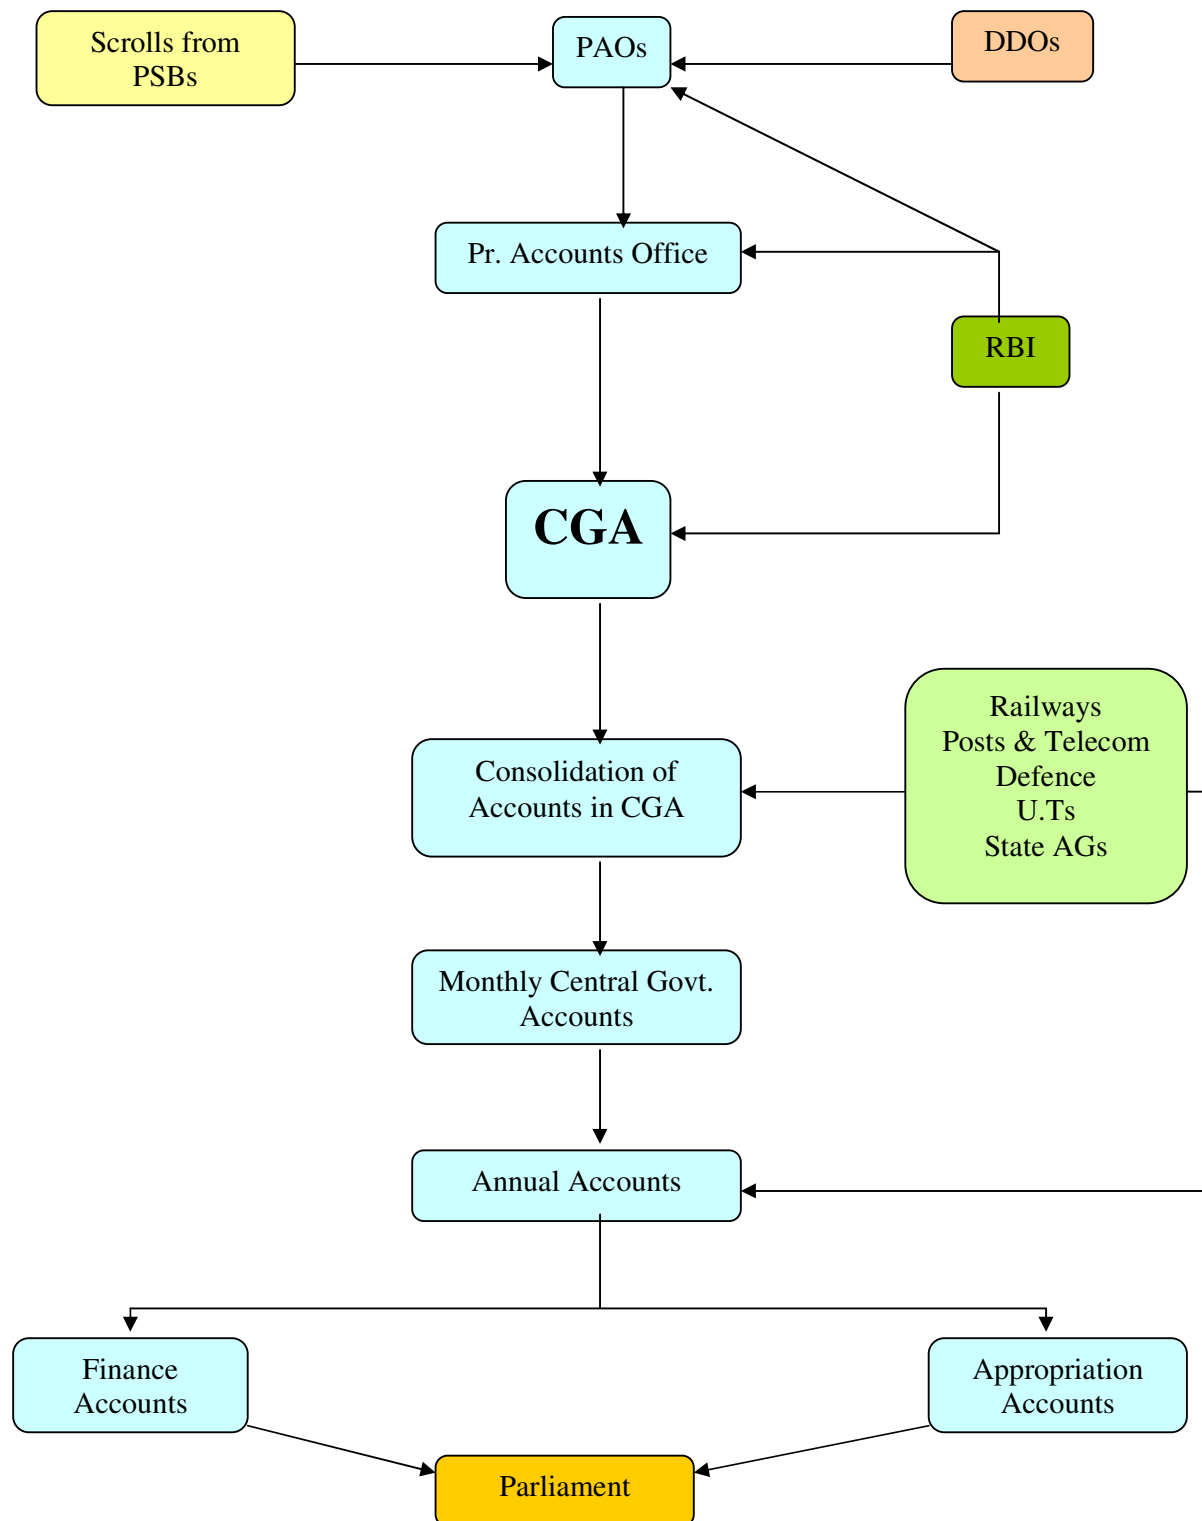 Scrolls from
PSBs
PAOs
DDOs
Pr. Accounts Office
RBI
CGA
Railways
Posts & Telecom
Defence
U.Ts
State AGs
Consolidation of
Accounts in CGA
Monthly Central Govt.
Accounts
Annual Accounts
Finance
Accounts
Appropriation
Accounts
Parliament